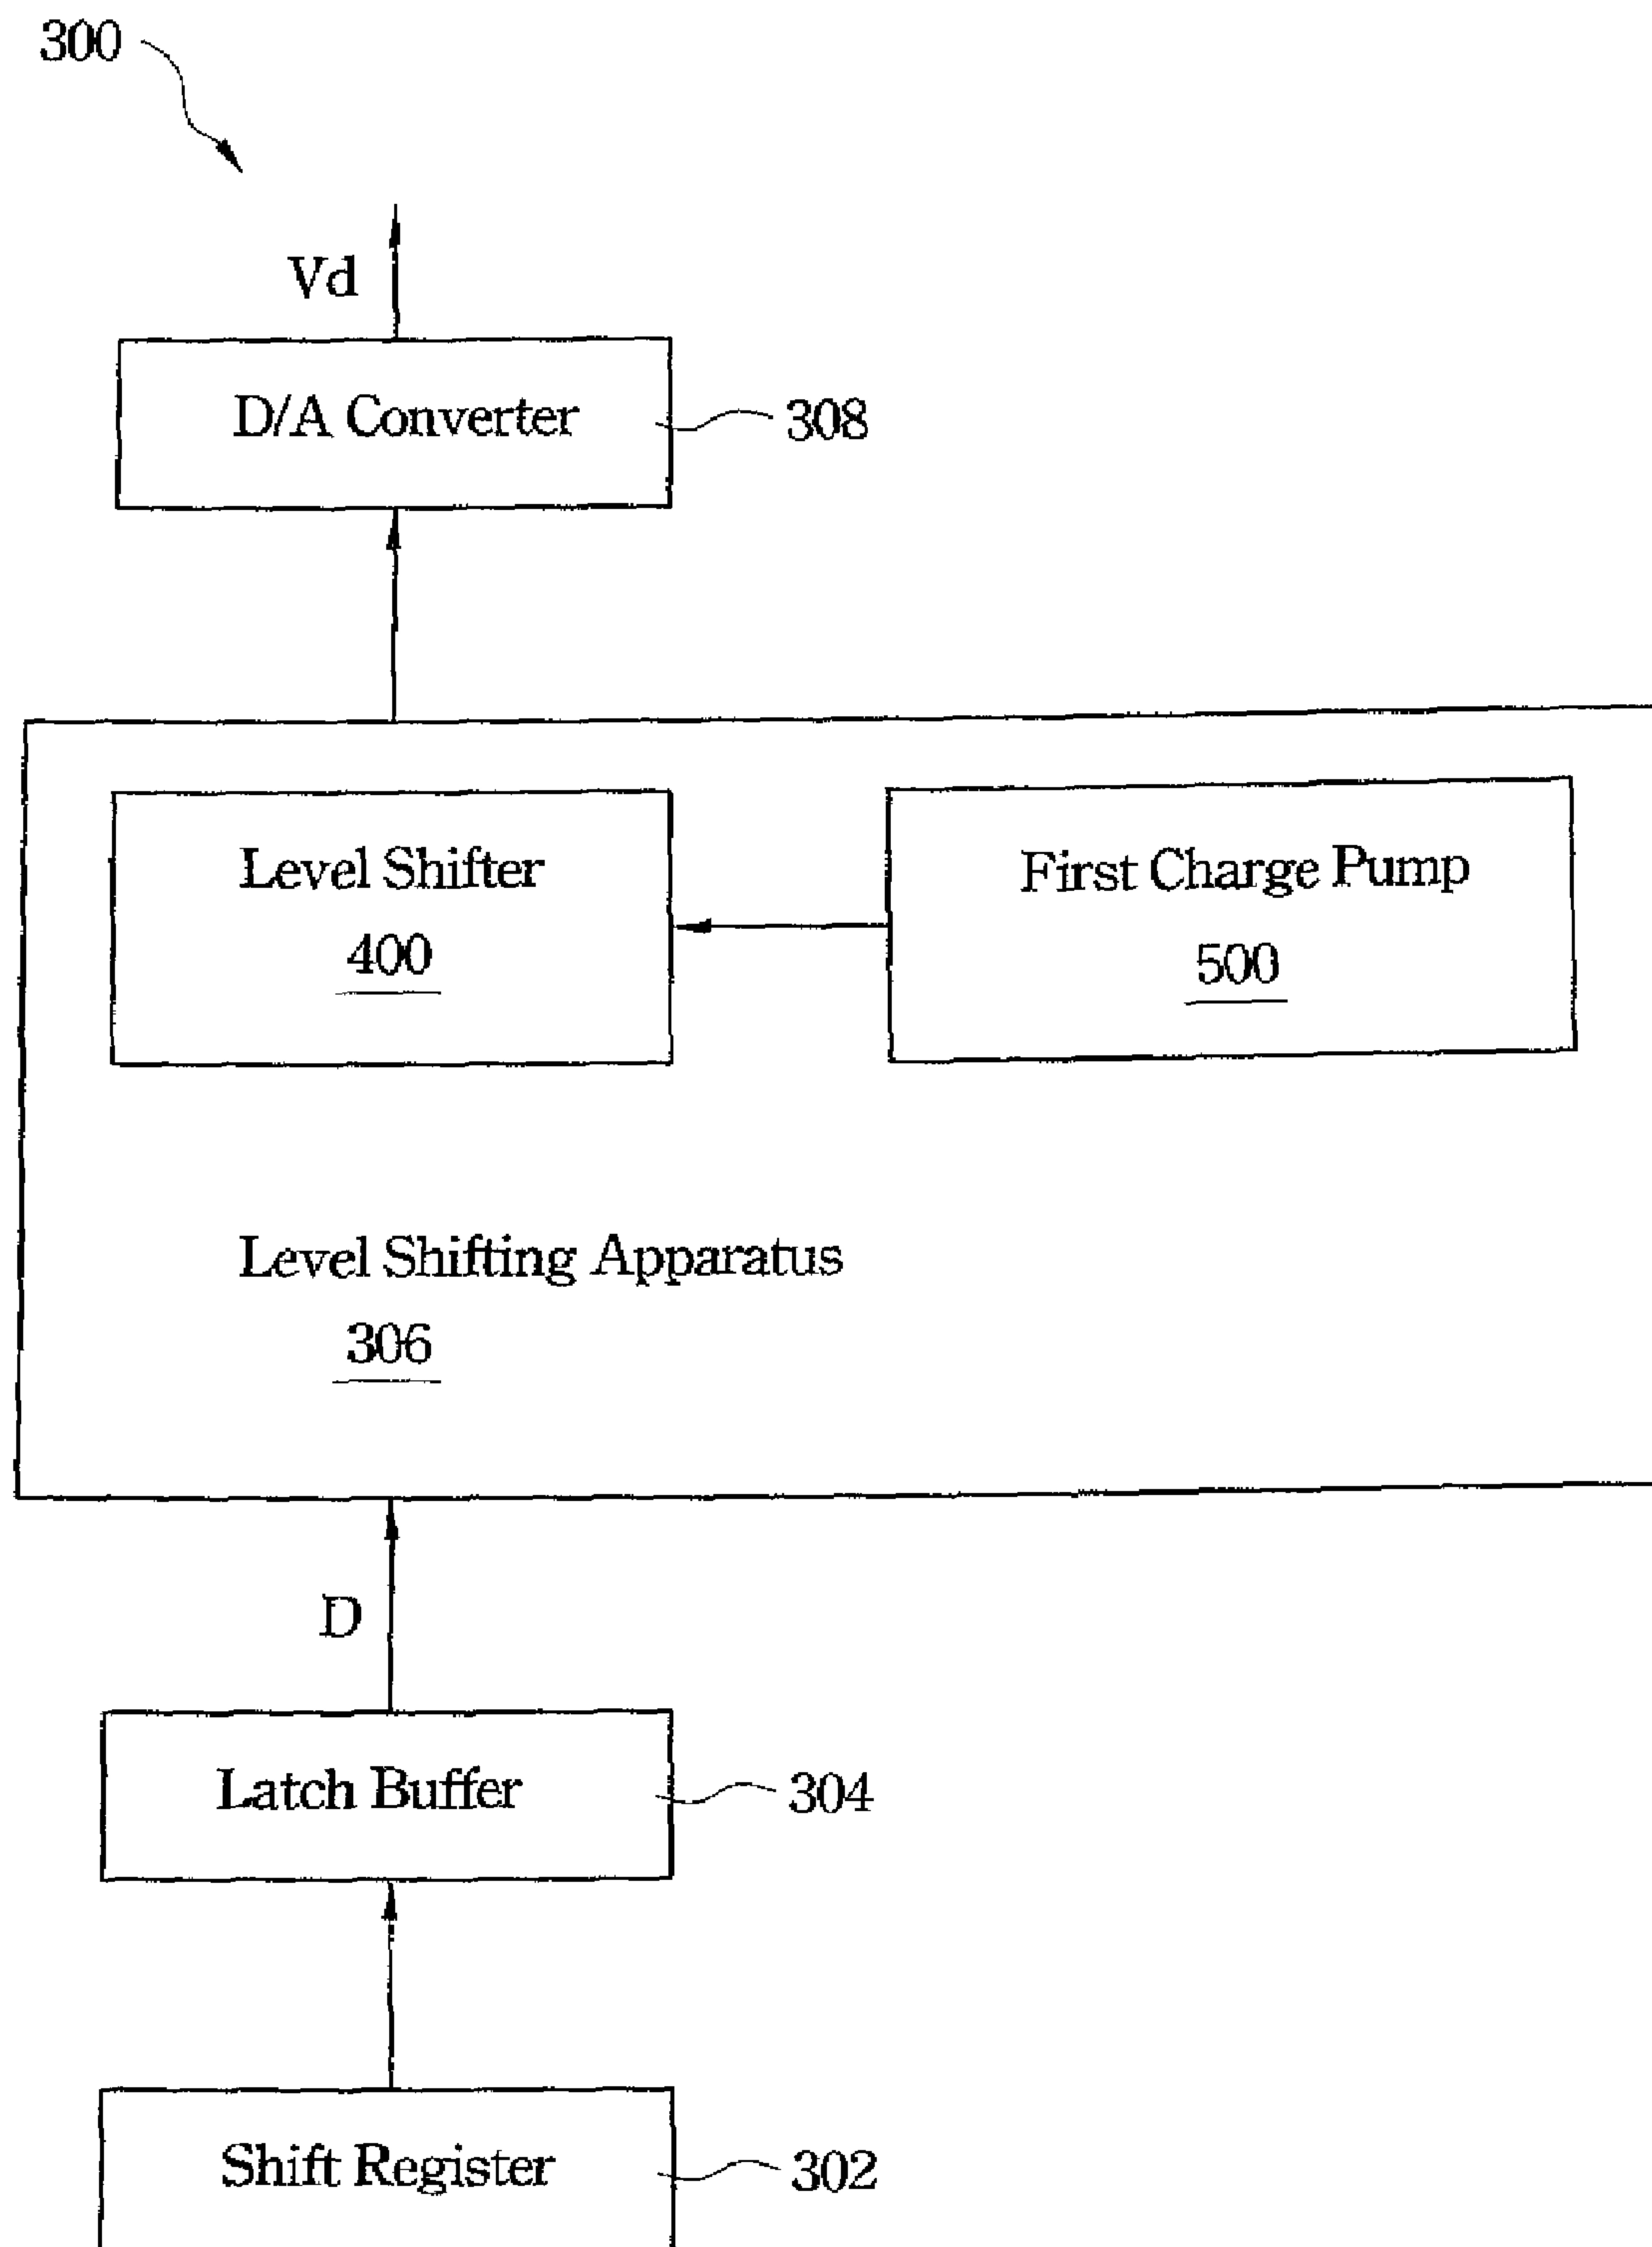 300
Vd
D/A Converter
308
Level Shifter
400
First Charge Pump
500
Level Shifting Apparatus
306
D
Latch Buffer
304
Shift Register
302